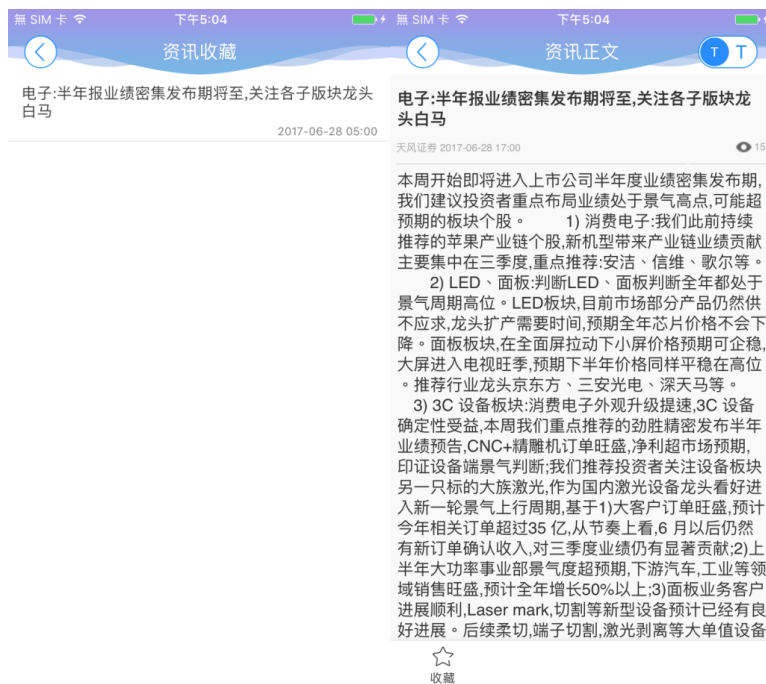 無 SIM 卡
下午5:04
资讯收藏
电子:半年报业绩密集发布期将至,关注各子版块龙头
白马
2017-06-28 05:00
無 SIM 卡
下午5:04
资讯正文
T T
电子:半年报业绩密集发布期将至,关注各子版块龙
头白马
天风证券 2017-06-28 17:00
15
本周开始即将进入上市公司半年度业绩密集发布期,
我们建议投资者重点布局业绩处于景气高点,可能超
预期的板块个股。 1) 消费电子:我们此前持续
推荐的苹果产业链个股,新机型带来产业链业绩贡献
主要集中在三季度,重点推荐:安洁、信维、歌尔等。
2) LED、面板:判断LED、面板判断全年都处于
景气周期高位。LED板块,目前市场部分产品仍然供
不应求,龙头扩产需要时间,预期全年芯片价格不会下
降。面板板块,在全面屏拉动下小屏价格预期可企稳,
大屏进入电视旺季,预期下半年价格同样平稳在高位
。推荐行业龙头京东方、三安光电、深天马等。
3) 3C 设备板块:消费电子外观升级提速,3C 设备
确定性受益,本周我们重点推荐的劲胜精密发布半年
业绩预告,CNC+精雕机订单旺盛,净利超市场预期,
印证设备端景气判断;我们推荐投资者关注设备板块
另一只标的大族激光,作为国内激光设备龙头看好进
入新一轮景气上行周期,基于1)大客户订单旺盛,预计
今年相关订单超过35 亿,从节奏上看,6 月以后仍然
有新订单确认收入,对三季度业绩仍有显著贡献;2)上
半年大功率事业部景气度超预期,下游汽车,工业等领
域销售旺盛,预计全年增长50%以上;3)面板业务客户
进展顺利,Laser mark,切割等新型设备预计已经有良
好进展。后续柔切,端子切割,激光剥离等大单值设备
收藏